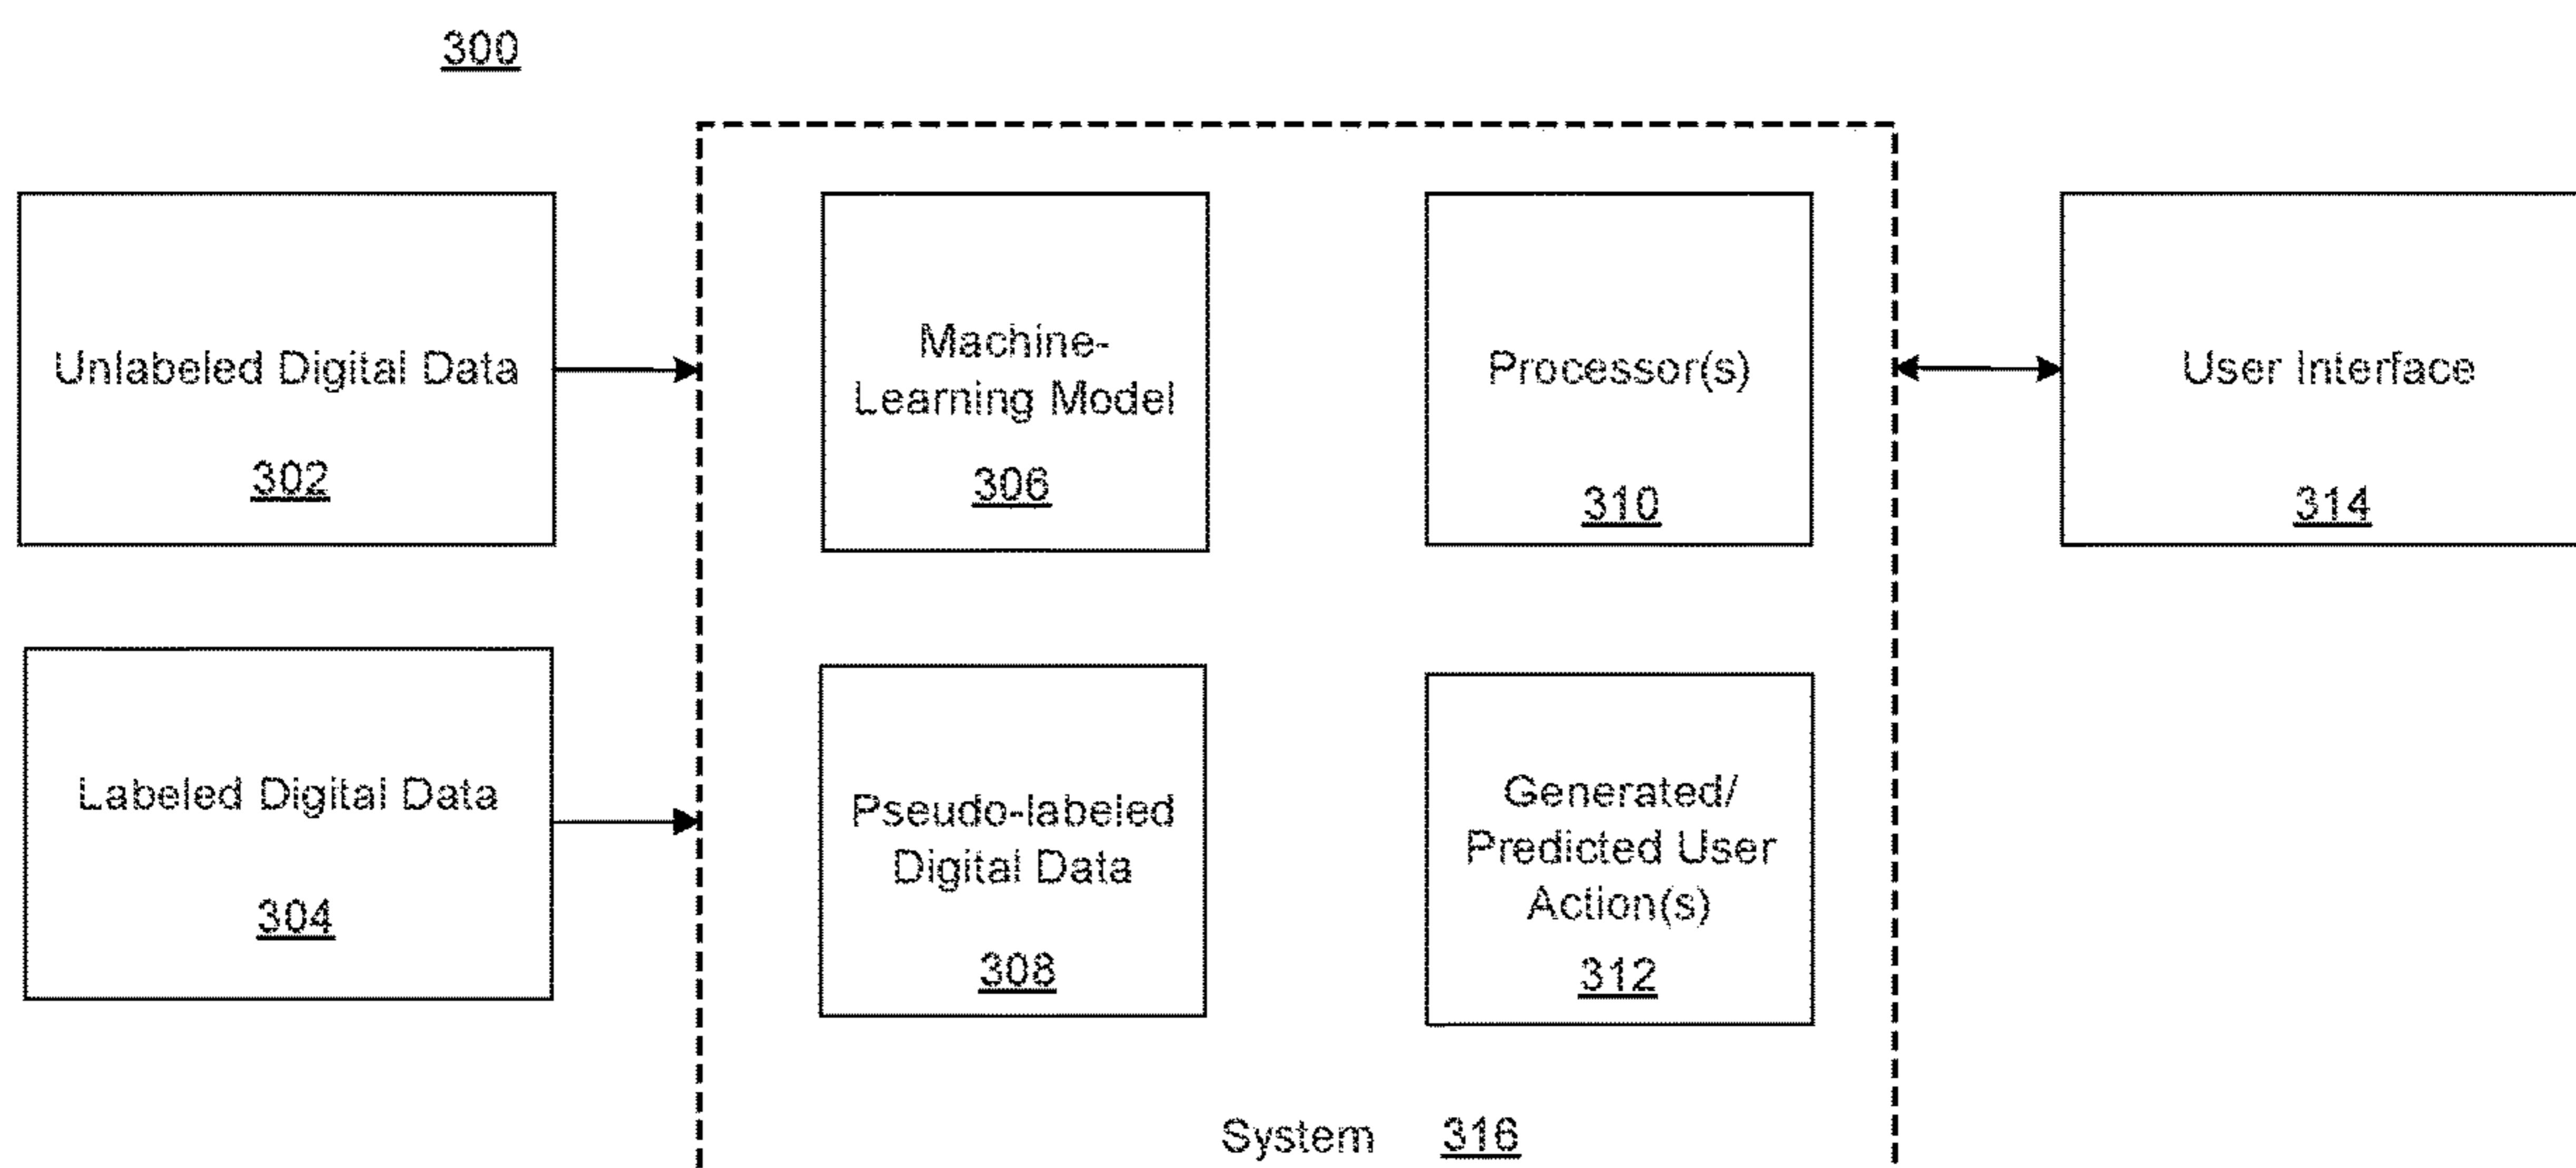 300
Unlabeled Digital Data
302
Machine-
Learning Model
306
Processor(s)
310
User Interface
314
Labeled Digital Data
304
Pseudo-labeled
Digital Data
308
Generated/
Predicted User
Action(s)
312
System 316